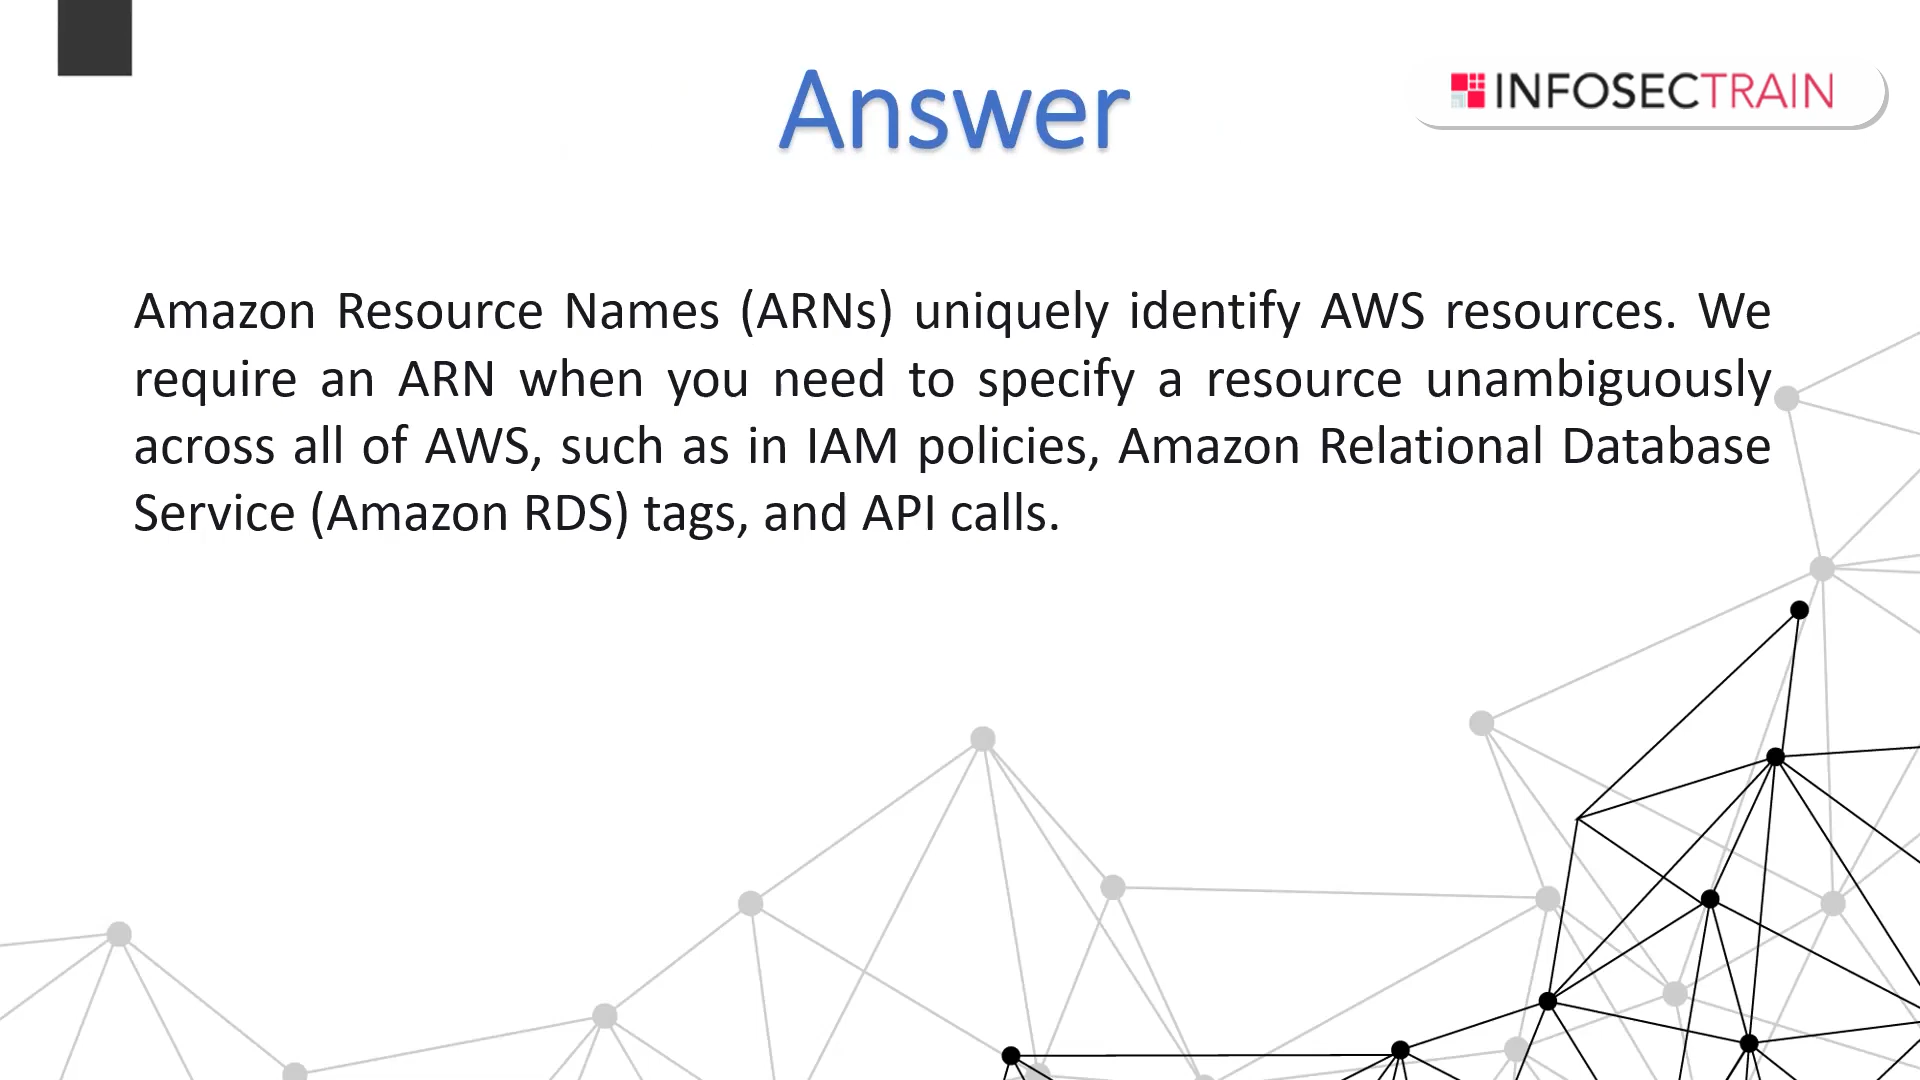 Answer
INFOSECTRAIN
Amazon Resource Names (ARNs) uniquely identify AWS resources. We
require an ARN when you need to specify a resource unambiguously
across all of AWS, such as in IAM policies, Amazon Relational Database
Service (Amazon RDS) tags, and API calls.